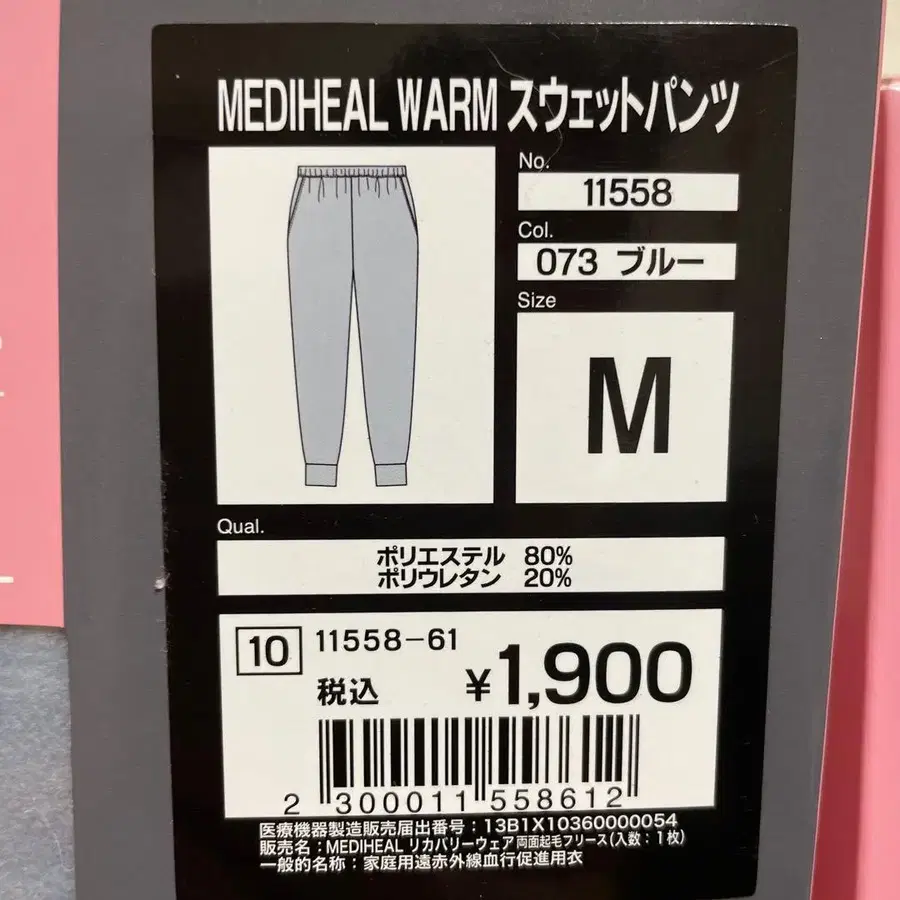 MEDIHEAL WARM スウェットパンツ
No.
11558
Col.
073 ブルー
Size
M
Qual.
ポリエステル 80%
ポリウレタン 20%
10 11558-61
税込 ¥1,900
2 300011 558612
医療機器製造販売届出番号：13B1X10360000054
販売名：MEDIHEAL リカバリーウェア 両面起毛フリース（入数：1枚）
一般的名称：家庭用遠赤外線血行促進用衣